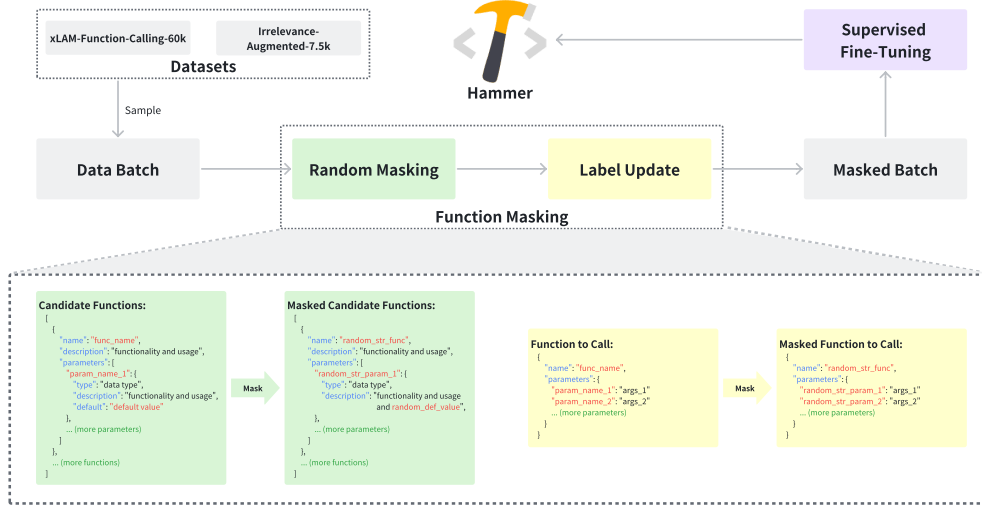 xLAM-Function-Calling-60k
Irrelevance-
Augmented-7.5k
Datasets
Sample
Hammer
Supervised
Fine-Tuning
Data Batch
Random Masking
Label Update
Masked Batch
Function Masking
Candidate Functions:
[
{
"name": "func_name",
"description": "functionality and usage",
"parameters": [
"param_name_1": {
"type": "data type",
"description": "functionality and usage",
"default": "default value"
},
... (more parameters)
]
},
... (more functions)
]
Mask
Masked Candidate Functions:
[
{
"name": "random_str_func",
"description": "functionality and usage",
"parameters": [
"random_str_param_1": {
"type": "data type",
"description": "functionality and usage
and random_def_value",
},
... (more parameters)
]
},
... (more functions)
]
Function to Call:
{
"name": "func_name",
"parameters": {
"param_name_1": "args_1"
"param_name_2": "args_2"
... (more parameters)
}
}
Mask
Masked Function to Call:
{
"name": "random_str_func",
"parameters": {
"random_str_param_1": "args_1"
"random_str_param_2": "args_2"
... (more parameters)
}
}